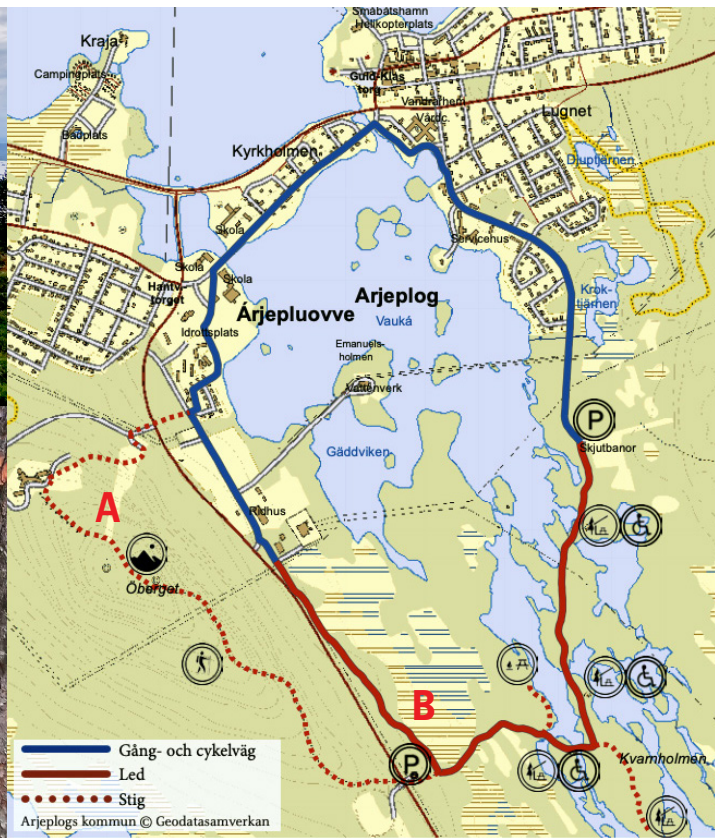 Småbåtshamn
Helikopterplats
Kraja
Campingplats
Guld-Klas
torg
Badplats
Vandrarhem
Vårdc.
Lugnet
Kyrkholmen
Djuptjernen
Skola
Servicehus
Skola
Skola
Hantv.-
torget
Krok-
tjärnen
Arjeplog
Árjepluovve
Vauká
Idrottsplats
Emanuels-
holmen
Vattenverk
P
Skjutbanor
Gäddviken
A
Ridhus
Öberget
B
Kvarnholmen
P
Gång- och cykelväg
Led
Stig
Arjeplogs kommun © Geodatasamverkan